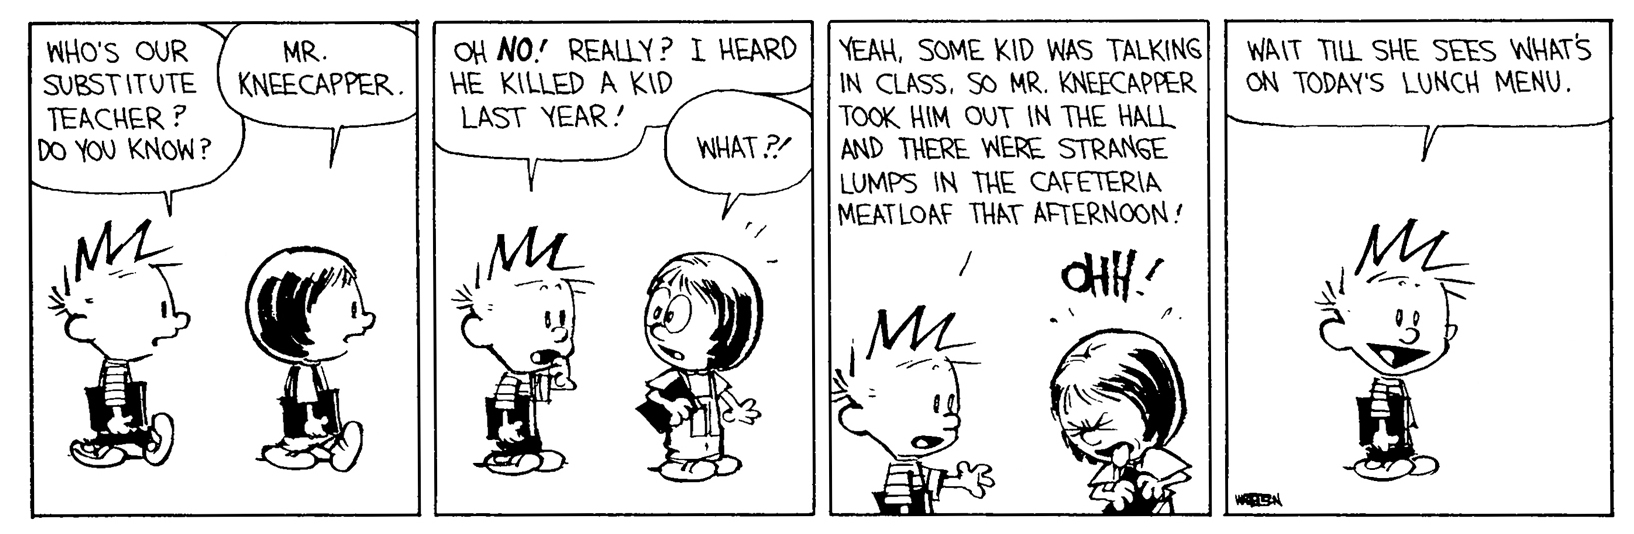 WHO'S OUR
SUBSTITUTE
TEACHER?
DO YOU KNOW?
MR.
KNEECAPPER.
OH NO! REALLY? I HEARD
HE KILLED A KID
LAST YEAR!
WHAT?!
YEAH, SOME KID WAS TALKING
IN CLASS, SO MR. KNEECAPPER
TOOK HIM OUT IN THE HALL
AND THERE WERE STRANGE
LUMPS IN THE CAFETERIA
MEATLOAF THAT AFTERNOON!
OHH!
WAIT TILL SHE SEES WHAT'S
ON TODAY'S LUNCH MENU.
WATTERSON